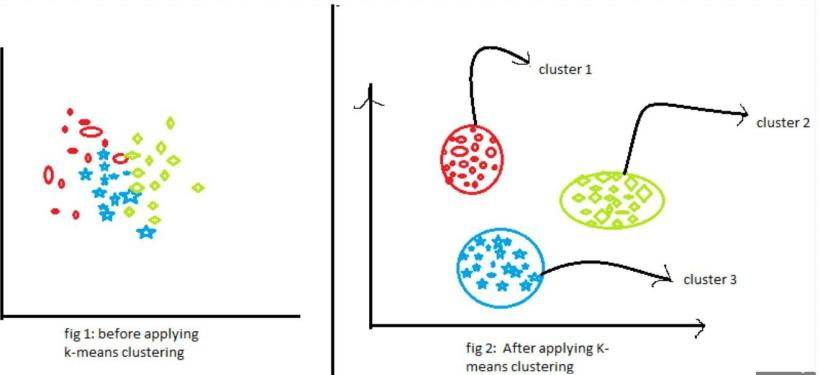 cluster 1
cluster 2
cluster 3
fig 1: before applying
k-means clustering
fig 2:  After applying K-
means clustering